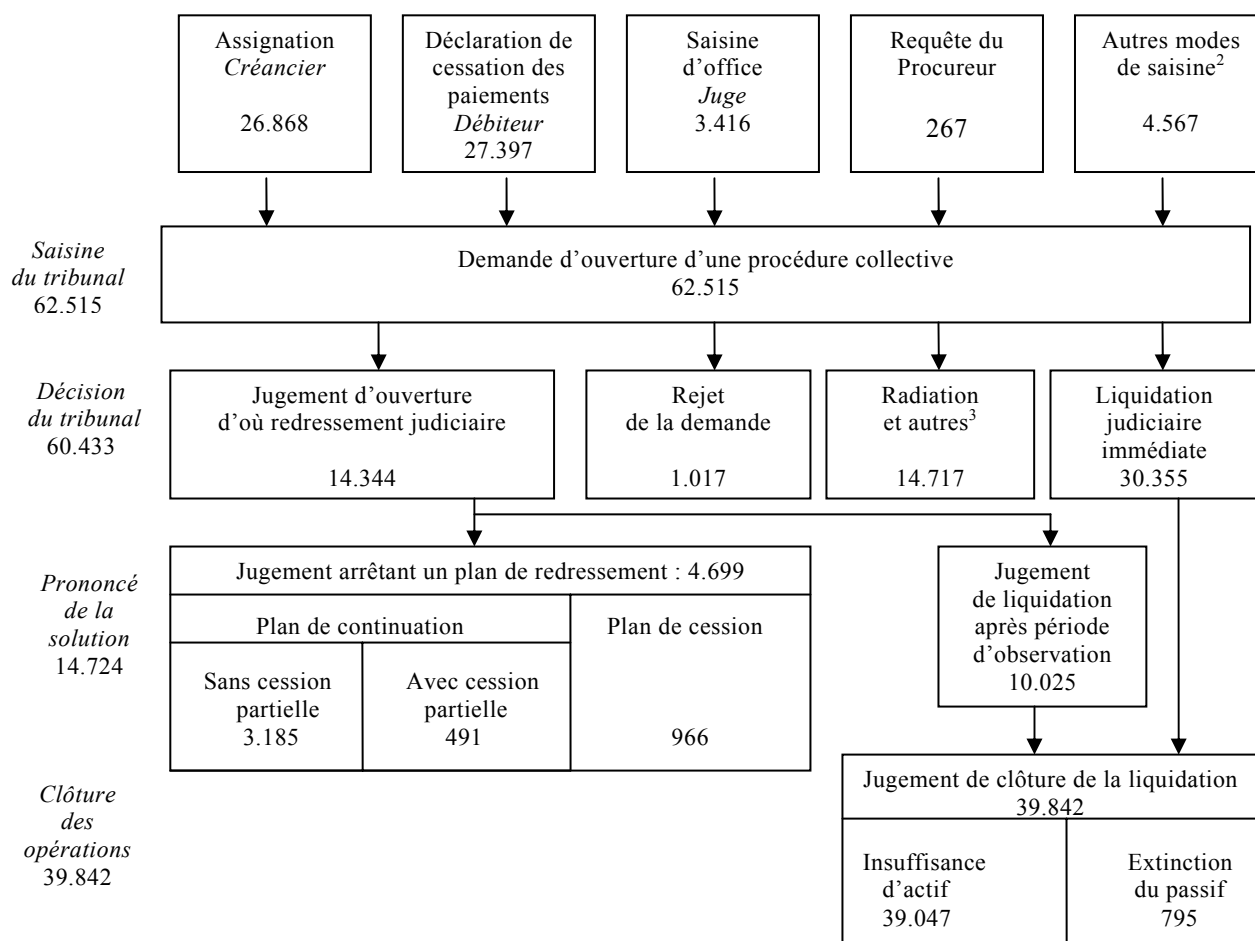 Assignation
Créancier
26.868
Déclaration de
cessation des
paiements
Débiteur
27.397
Saisine
d’office
Juge
3.416
Requête du
Procureur
267
Autres modes
de saisine²
4.567
Saisine
du tribunal
62.515
Demande d’ouverture d’une procédure collective
62.515
Décision
du tribunal
60.433
Jugement d’ouverture
d’où redressement judiciaire
14.344
Rejet
de la demande
1.017
Radiation
et autres³
14.717
Liquidation
judiciaire
immédiate
30.355
Prononcé
de la
solution
14.724
Jugement arrêtant un plan de redressement : 4.699
Plan de continuation
Sans cession
partielle
3.185
Avec cession
partielle
491
Plan de cession
966
Jugement
de liquidation
après période
d’observation
10.025
Clôture
des
opérations
39.842
Jugement de clôture de la liquidation
39.842
Insuffisance
d’actif
39.047
Extinction
du passif
795